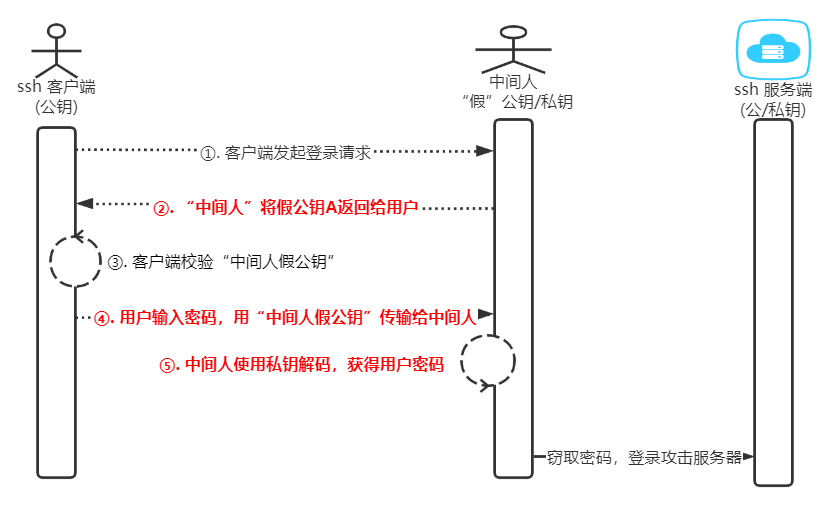 ssh 客户端
(公钥)
中间人
“假”公钥/私钥
ssh 服务端
(公/私钥)
①. 客户端发起登录请求
②. “中间人”将假公钥A返回给用户
③. 客户端校验“中间人假公钥“
④. 用户输入密码，用“中间人假公钥”传输给中间人
⑤. 中间人使用私钥解码，获得用户密码
窃取密码，登录攻击服务器